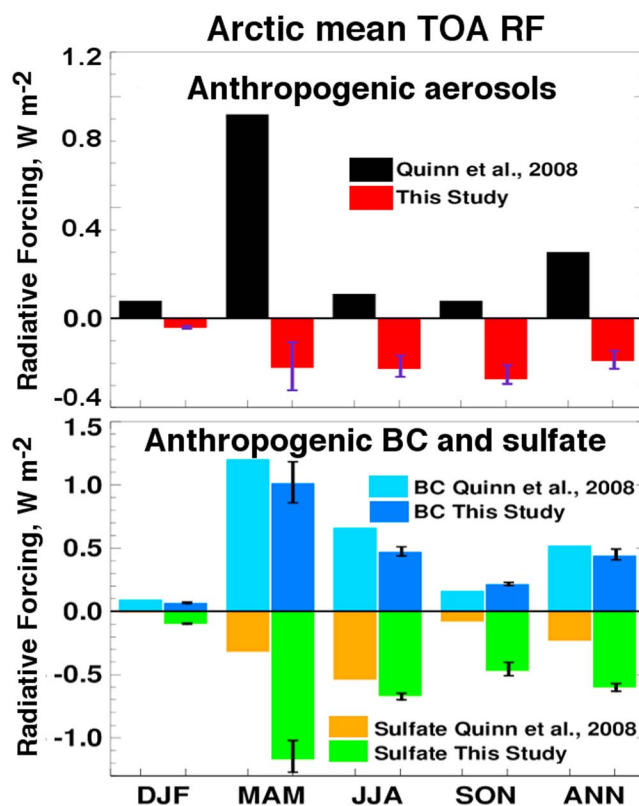 Arctic mean TOA RF
Anthropogenic aerosols
Radiative Forcing, W m-2
1.2
0.8
0.4
0.0
-0.4
Quinn et al., 2008
This Study
Anthropogenic BC and sulfate
Radiative Forcing, W m-2
1.5
1.0
0.5
0.0
-0.5
-1.0
BC Quinn et al., 2008
BC This Study
Sulfate Quinn et al., 2008
Sulfate This Study
DJF MAM JJA SON ANN